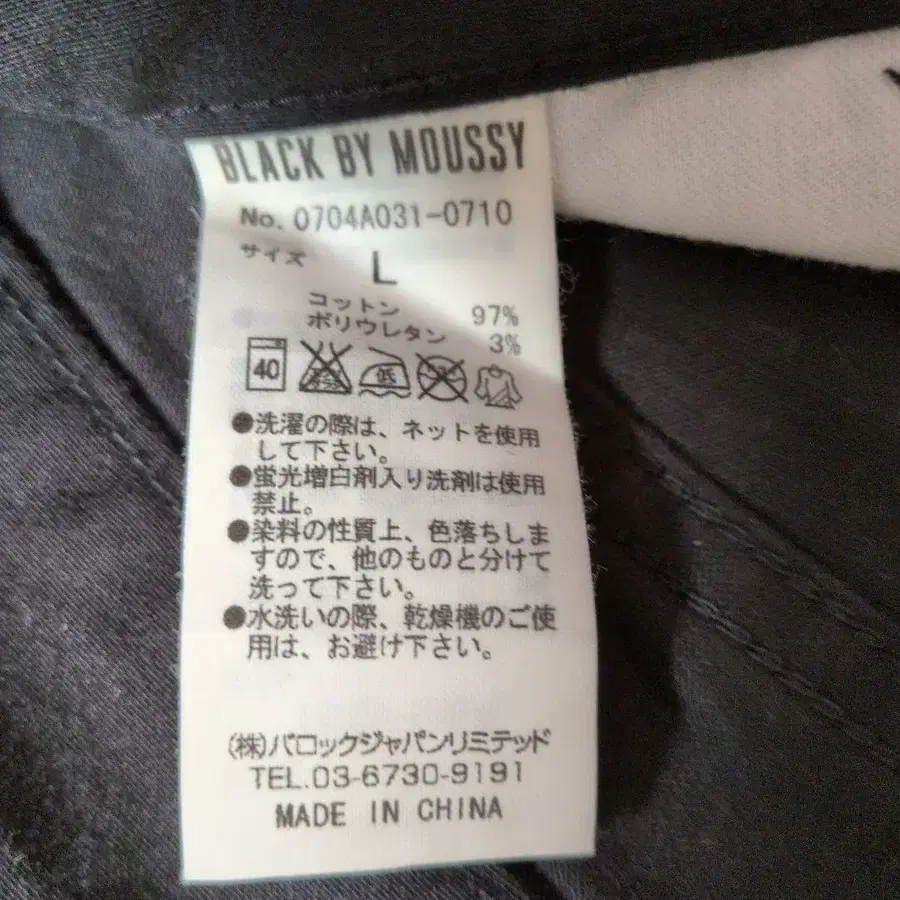 BLACK BY MOUSSY
No. 0704A031-0710
サイズ L
コットン 97%
ポリウレタン 3%
40 低
●洗濯の際は、ネットを使用
して下さい。
●蛍光増白剤入り洗剤は使用
禁止。
●染料の性質上、色落ちしま
すので、他のものと分けて
洗って下さい。
●水洗いの際、乾燥機のご使
用は、お避け下さい。
(株)バロックジャパンリミテッド
TEL.03-6730-9191
MADE IN CHINA